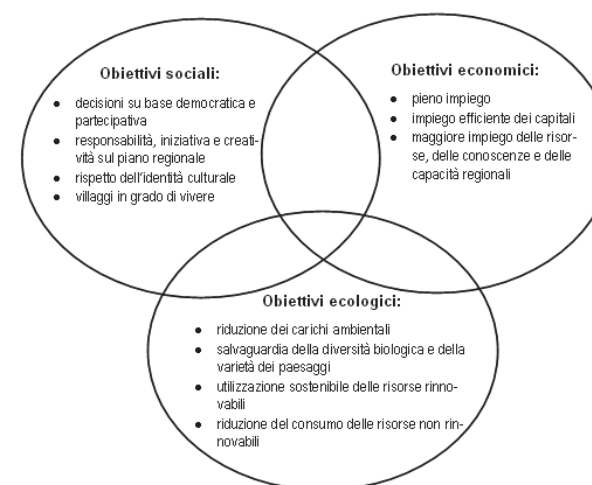 Obiettivi sociali:
● decisioni su base democratica e
partecipativa
● responsabilità, iniziativa e creati-
vità sul piano regionale
● rispetto dell'identità culturale
● villaggi in grado di vivere
Obiettivi economici:
● pieno impiego
● impiego efficiente dei capitali
● maggiore impiego delle risor-
se, delle conoscenze e delle
capacità regionali
Obiettivi ecologici:
● riduzione dei carichi ambientali
● salvaguardia della diversità biologica e della
varietà dei paesaggi
● utilizzazione sostenibile delle risorse rinno-
vabili
● riduzione del consumo delle risorse non rin-
novabili